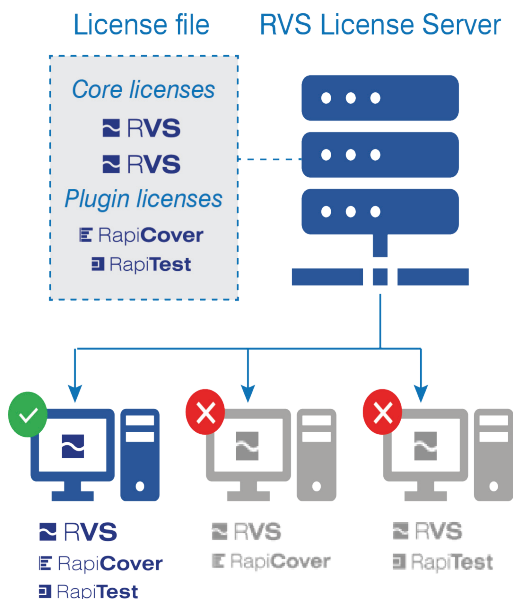 License file
RVS License Server
Core licenses
RVS
RVS
Plugin licenses
RapiCover
RapiTest
RVS
RapiCover
RapiTest
RVS
RapiCover
RVS
RapiTest